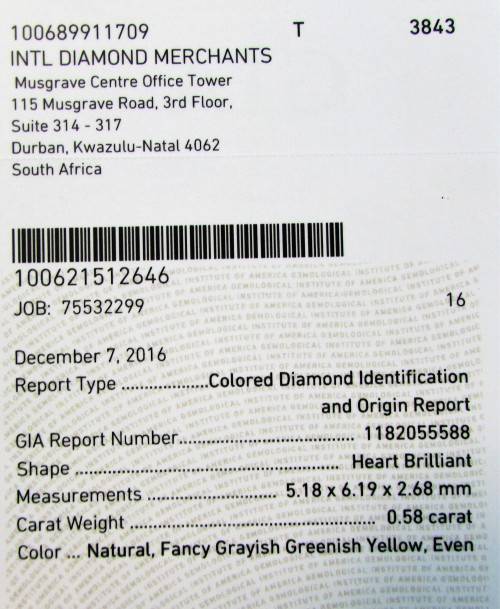 100689911709 T 3843
INTL DIAMOND MERCHANTS
Musgrave Centre Office Tower
115 Musgrave Road, 3rd Floor,
Suite 314 - 317
Durban, Kwazulu-Natal 4062
South Africa
100621512646
JOB: 75532299 16
December 7, 2016
Report Type ....................Colored Diamond Identification
and Origin Report
GIA Report Number.................................... 1182055588
Shape ....................................................... Heart Brilliant
Measurements ........................... 5.18 x 6.19 x 2.68 mm
Carat Weight .................................................... 0.58 carat
Color ... Natural, Fancy Grayish Greenish Yellow, Even